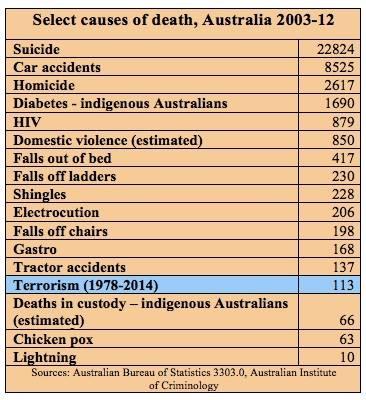 Select causes of death, Australia 2003-12
Suicide 22824
Car accidents 8525
Homicide 2617
Diabetes - indigenous Australians 1690
HIV 879
Domestic violence (estimated) 850
Falls out of bed 417
Falls off ladders 230
Shingles 228
Electrocution 206
Falls off chairs 198
Gastro 168
Tractor accidents 137
Terrorism (1978-2014) 113
Deaths in custody – indigenous Australians
(estimated) 66
Chicken pox 63
Lightning 10
Sources: Australian Bureau of Statistics 3303.0, Australian Institute
of Criminology